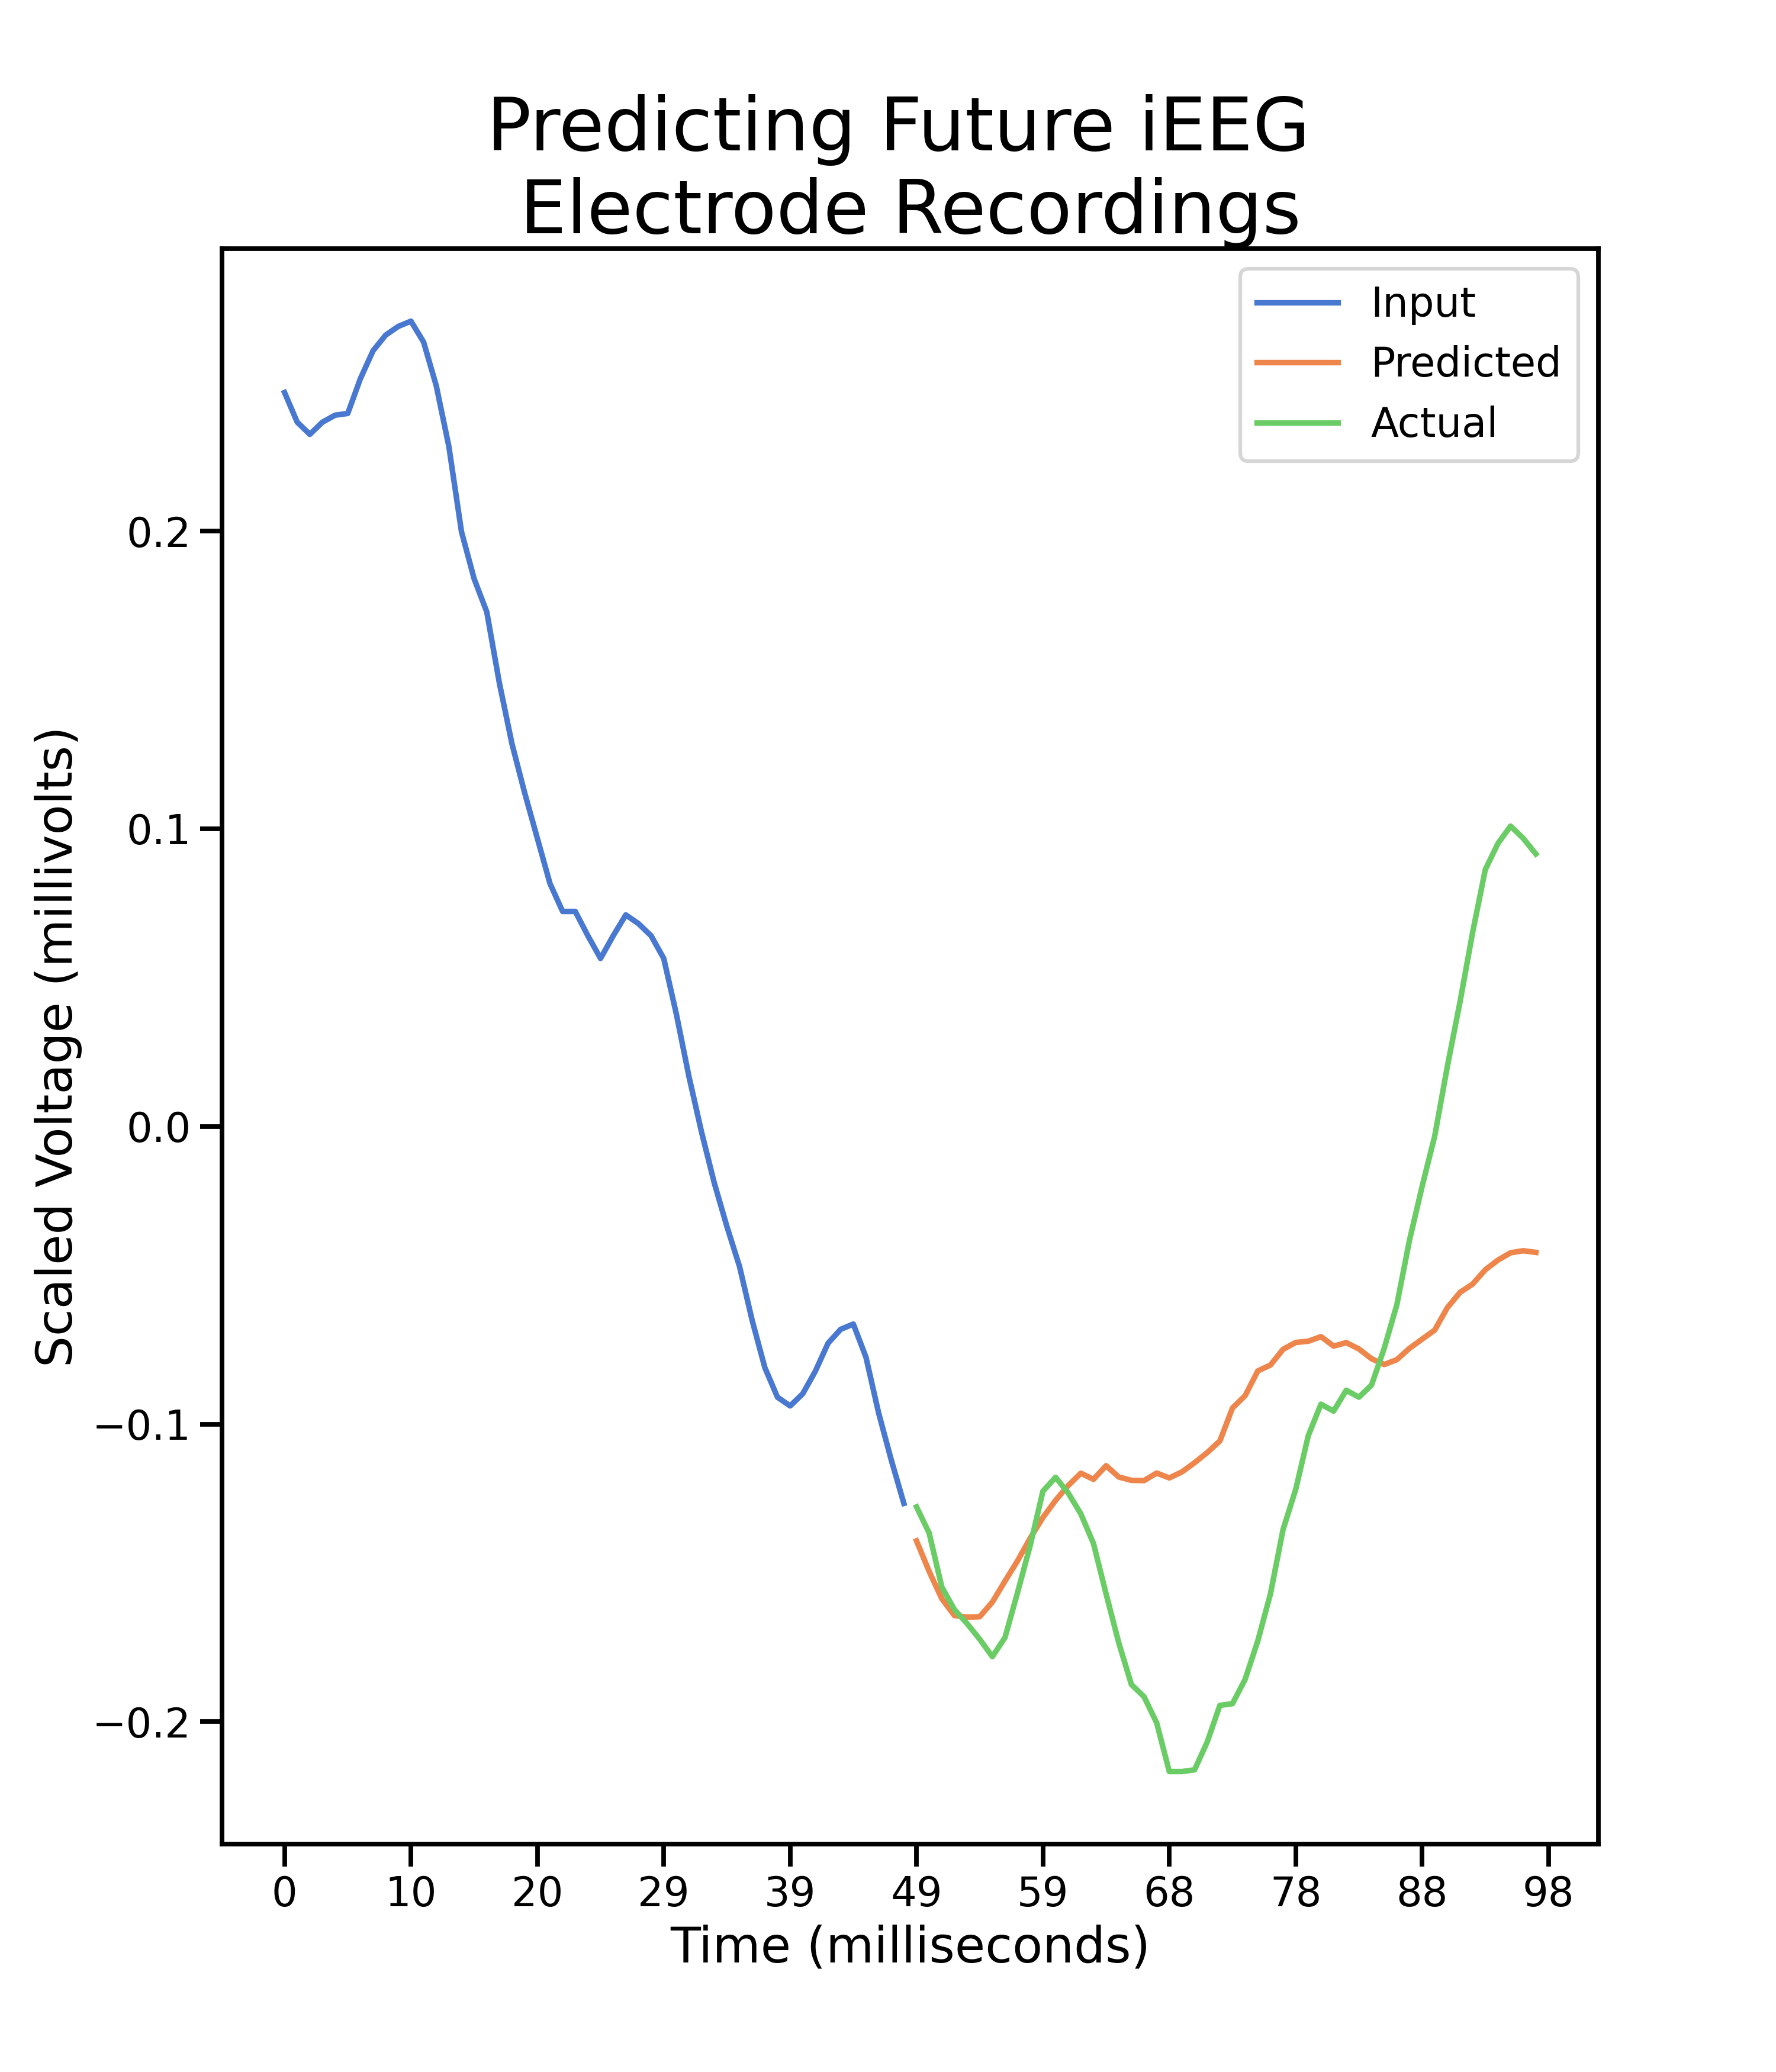 Predicting Future iEEG
Electrode Recordings
Input
Predicted
Actual
Scaled Voltage (millivolts)
0.2
0.1
0.0
−0.1
−0.2
0 10 20 29 39 49 59 68 78 88 98
Time (milliseconds)